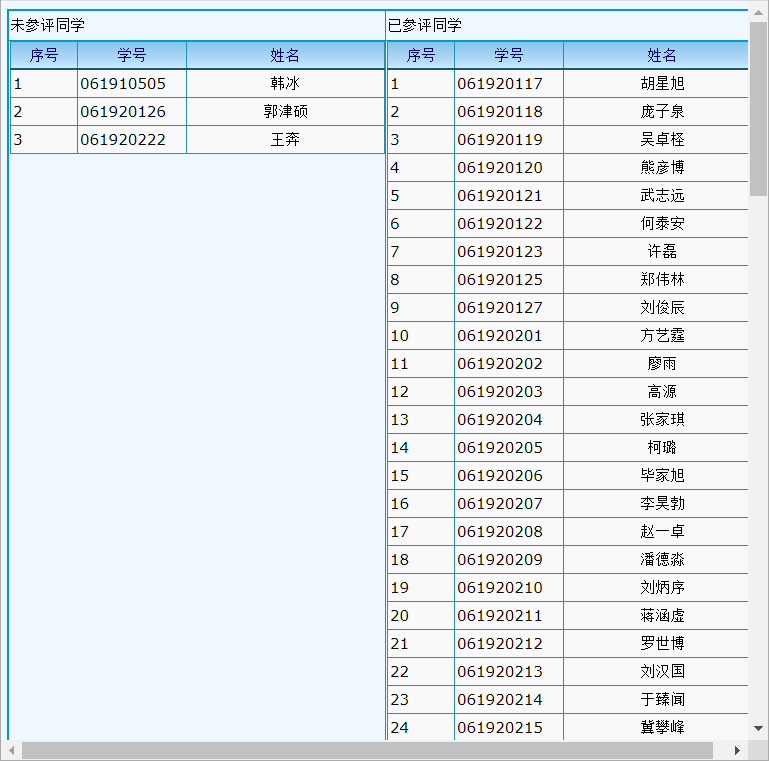 未参评同学
序号 学号 姓名
1 061910505 韩冰
2 061920126 郭津硕
3 061920222 王奔
已参评同学
序号 学号 姓名
1 061920117 胡星旭
2 061920118 庞子泉
3 061920119 吴卓柽
4 061920120 熊彦博
5 061920121 武志远
6 061920122 何泰安
7 061920123 许磊
8 061920125 郑伟林
9 061920127 刘俊辰
10 061920201 方艺霆
11 061920202 廖雨
12 061920203 高源
13 061920204 张家琪
14 061920205 柯璐
15 061920206 毕家旭
16 061920207 李昊勃
17 061920208 赵一卓
18 061920209 潘德淼
19 061920210 刘炳序
20 061920211 蒋涵虚
21 061920212 罗世博
22 061920213 刘汉国
23 061920214 于臻闻
24 061920215 冀攀峰